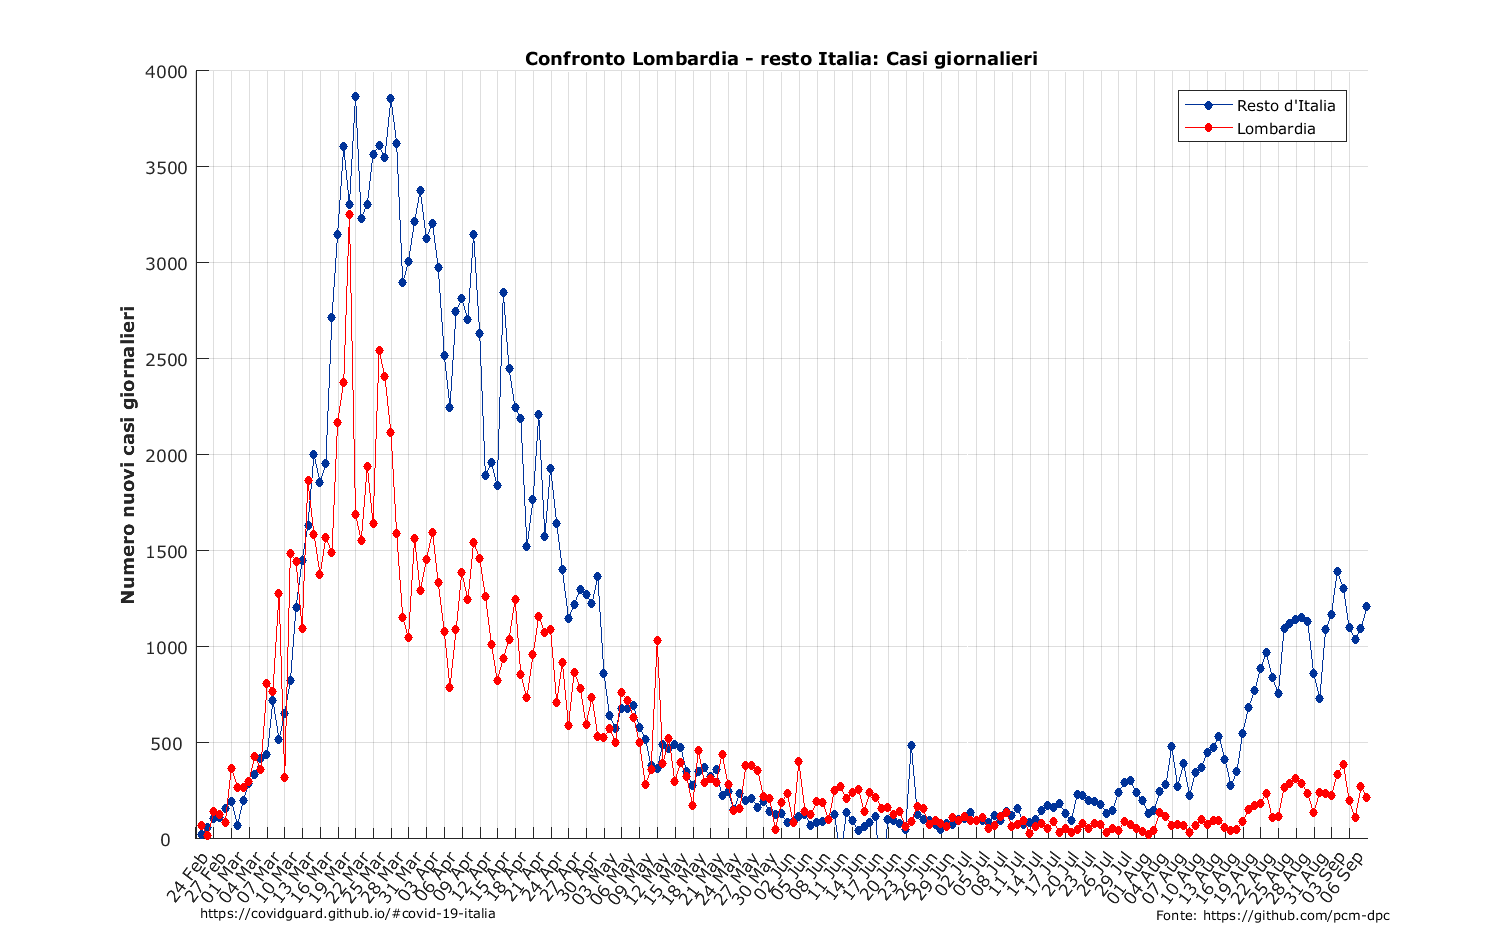 Confronto Lombardia - resto Italia: Casi giornalieri
4000
3500
3000
2500
2000
1500
1000
500
0
Numero nuovi casi giornalieri
Resto d'Italia
Lombardia
24 Feb
27 Feb
01 Mar
04 Mar
07 Mar
10 Mar
13 Mar
16 Mar
19 Mar
22 Mar
25 Mar
28 Mar
31 Mar
03 Apr
06 Apr
09 Apr
12 Apr
15 Apr
18 Apr
21 Apr
24 Apr
27 Apr
30 Apr
03 May
06 May
09 May
12 May
15 May
18 May
21 May
24 May
27 May
30 May
02 Jun
05 Jun
08 Jun
11 Jun
14 Jun
17 Jun
20 Jun
23 Jun
26 Jun
29 Jun
02 Jul
05 Jul
08 Jul
11 Jul
14 Jul
17 Jul
20 Jul
23 Jul
26 Jul
29 Jul
01 Aug
04 Aug
07 Aug
10 Aug
13 Aug
16 Aug
19 Aug
22 Aug
25 Aug
28 Aug
31 Aug
03 Sep
06 Sep
https://covidguard.github.io/#covid-19-italia
Fonte: https://github.com/pcm-dpc